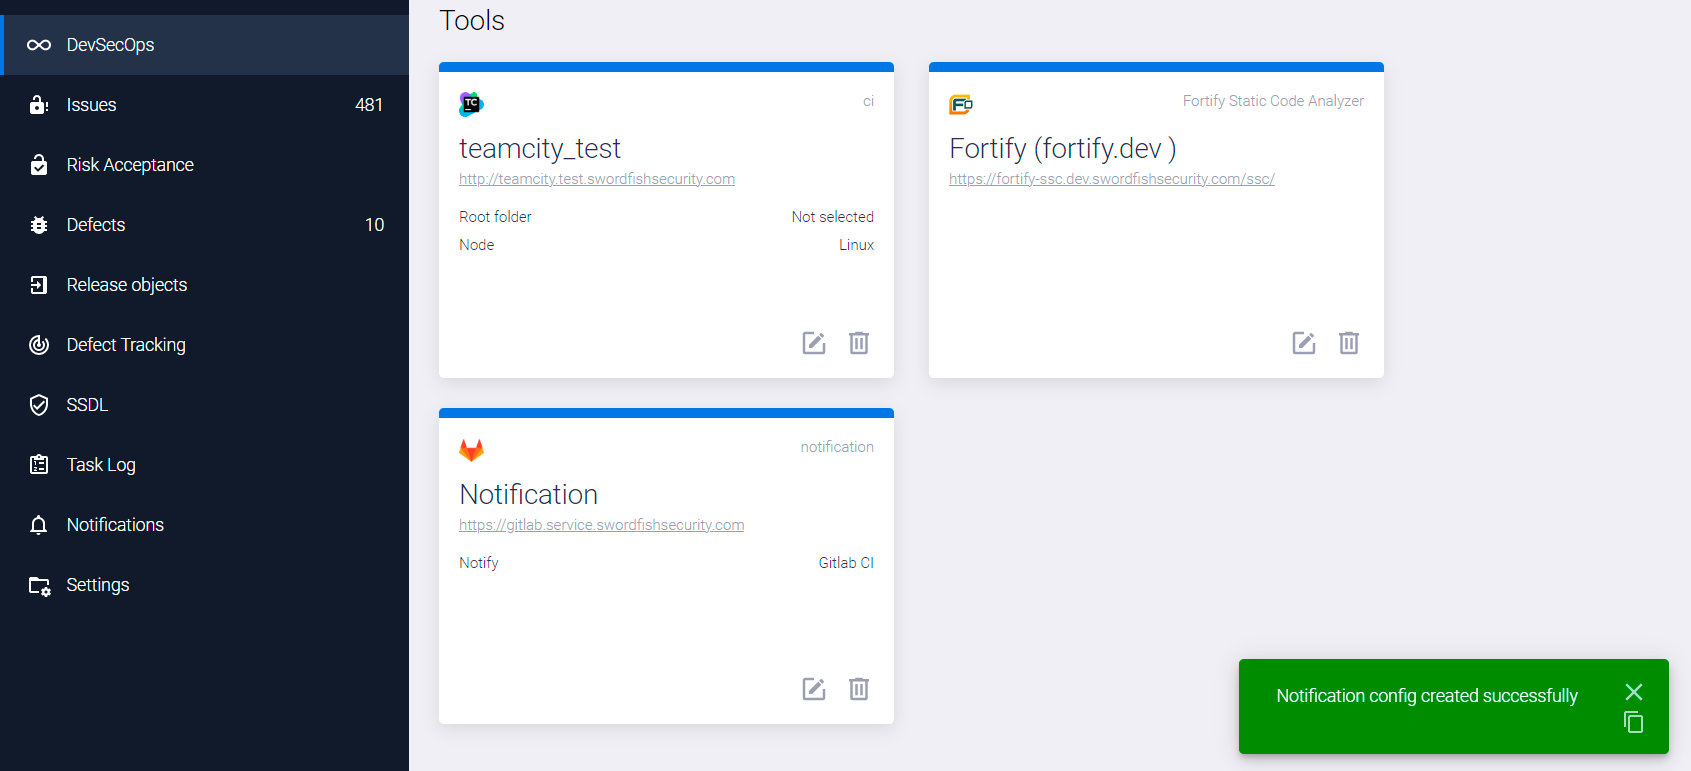 DevSecOps
Issues 481
Risk Acceptance
Defects 10
Release objects
Defect Tracking
SSDL
Task Log
Notifications
Settings
Tools
TC ci
teamcity_test
http://teamcity.test.swordfishsecurity.com
Root folder Not selected
Node Linux
Fortify Static Code Analyzer
Fortify (fortify.dev )
https://fortify-ssc.dev.swordfishsecurity.com/ssc/
notification
Notification
https://gitlab.service.swordfishsecurity.com
Notify Gitlab CI
Notification config created successfully